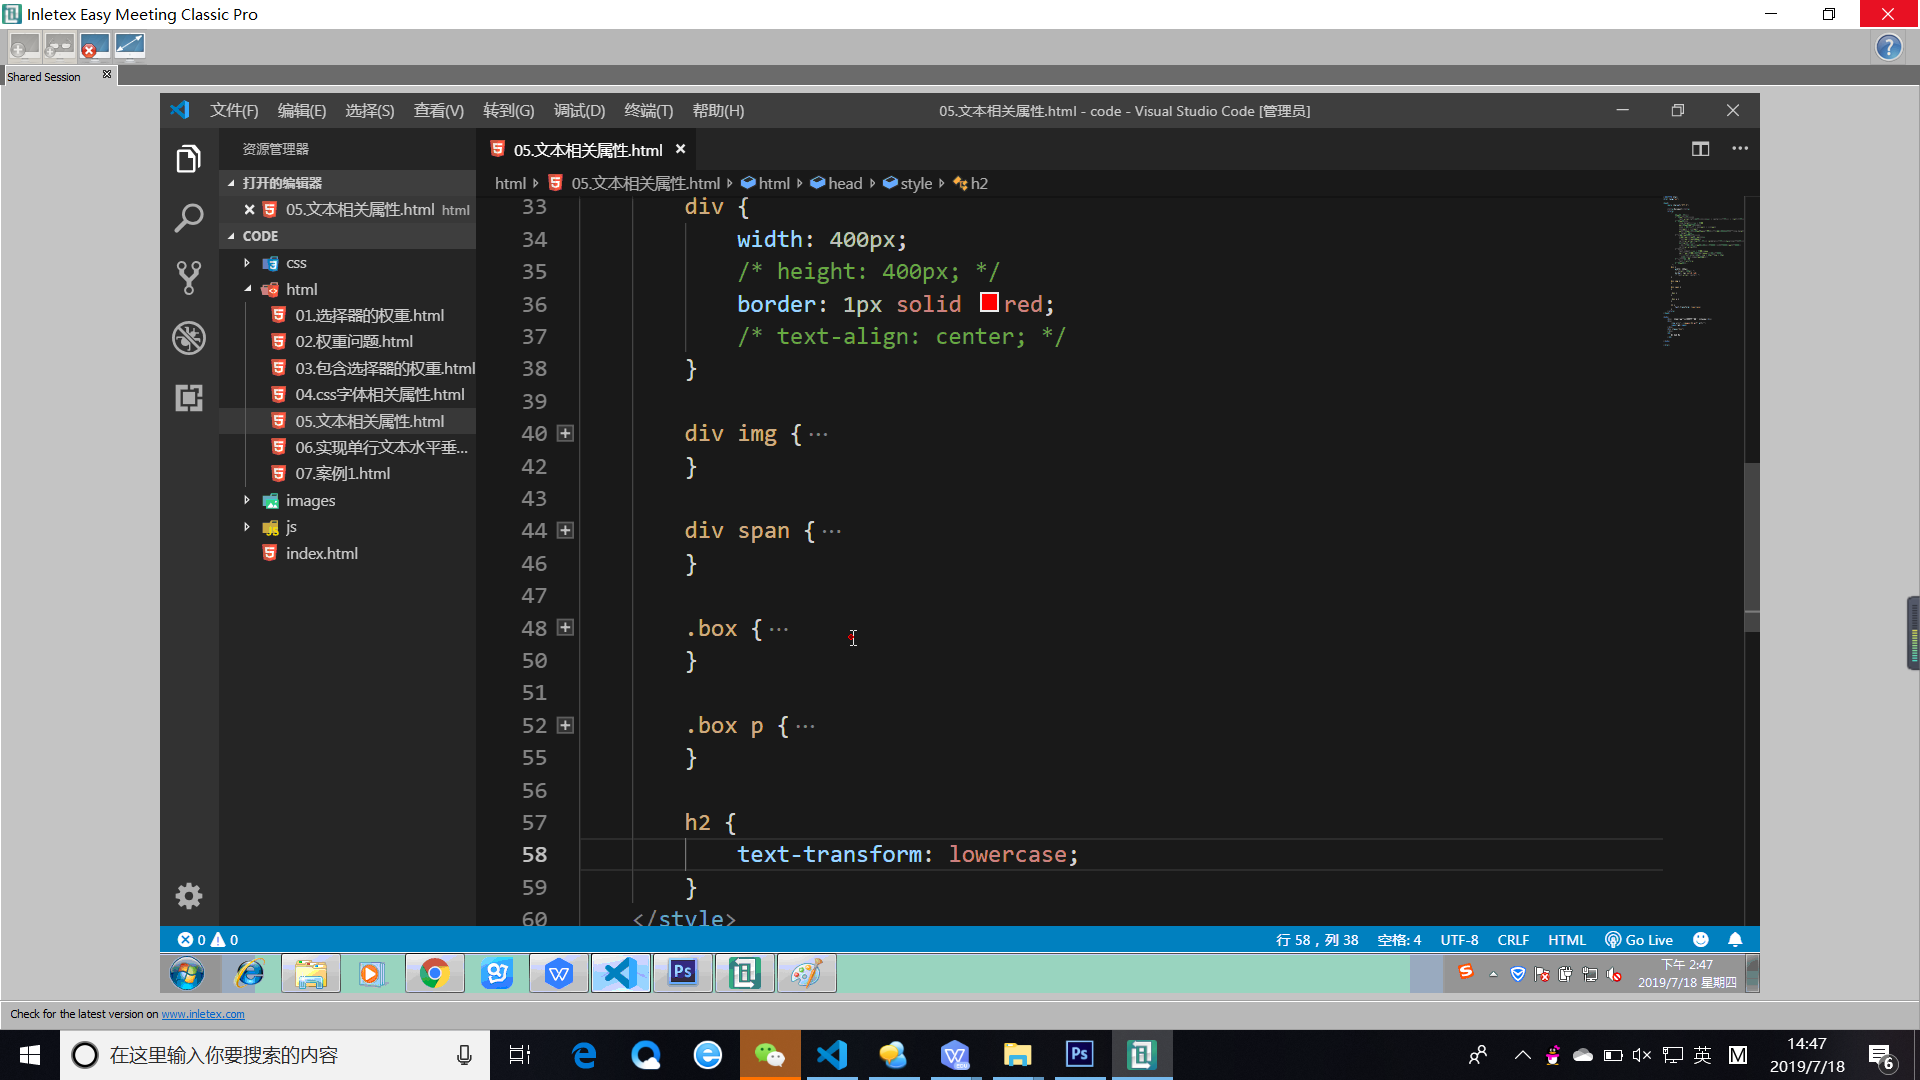 Inletex Easy Meeting Classic Pro
Shared Session
文件(F) 编辑(E) 选择(S) 查看(V) 转到(G) 调试(D) 终端(T) 帮助(H)
05.文本相关属性.html - code - Visual Studio Code [管理员]
资源管理器
打开的编辑器
05.文本相关属性.html html
CODE
css
html
01.选择器的权重.html
02.权重问题.html
03.包含选择器的权重.html
04.css字体相关属性.html
05.文本相关属性.html
06.实现单行文本水平垂...
07.案例1.html
images
js
index.html
05.文本相关属性.html
html 05.文本相关属性.html html head style h2
33 div {
34 width: 400px;
35 /* height: 400px; */
36 border: 1px solid red;
37 /* text-align: center; */
38 }
39
40 div img {···
42 }
43
44 div span {···
46 }
47
48 .box {···
50 }
51
52 .box p {···
55 }
56
57 h2 {
58 text-transform: lowercase;
59 }
60 </style>
0 0
行 58，列 38 空格: 4 UTF-8 CRLF HTML Go Live
下午 2:47
2019/7/18 星期四
Check for the latest version on www.inletex.com
在这里输入你要搜索的内容
英
14:47
2019/7/18
6